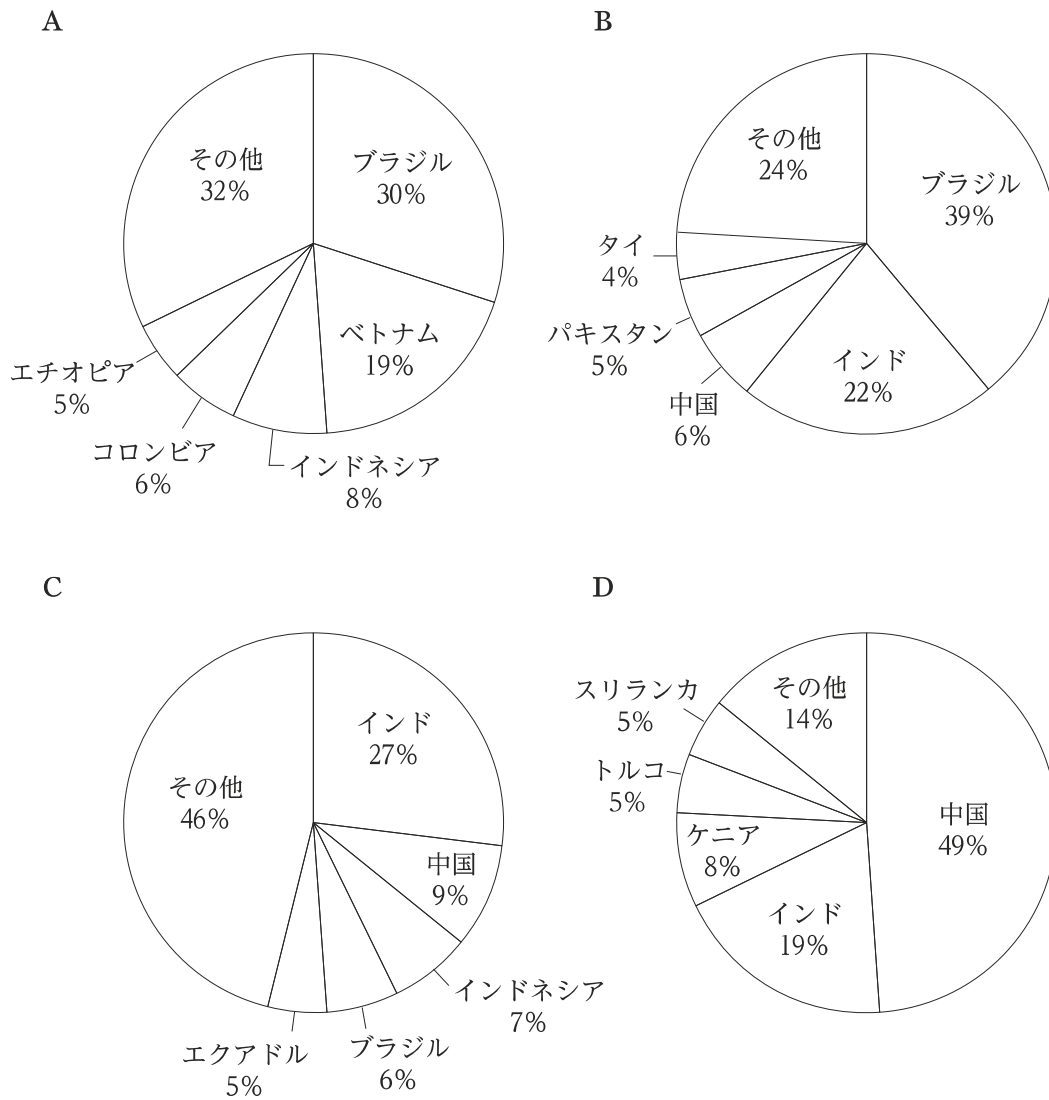 A
その他
32%
ブラジル
30%
ベトナム
19%
エチオピア
5%
コロンビア
6%
インドネシア
8%
B
その他
24%
ブラジル
39%
タイ
4%
パキスタン
5%
中国
6%
インド
22%
C
インド
27%
その他
46%
中国
9%
インドネシア
7%
エクアドル
5%
ブラジル
6%
D
スリランカ
5%
その他
14%
トルコ
5%
中国
49%
ケニア
8%
インド
19%